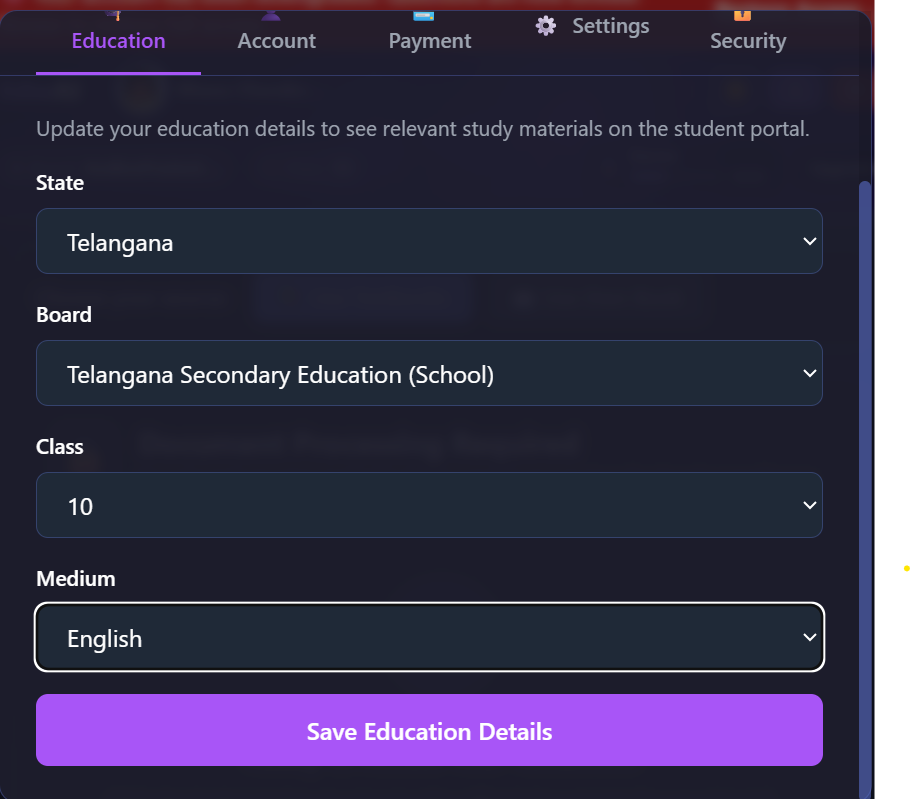 Education
Account
Payment
Settings
Security
Update your education details to see relevant study materials on the student portal.
State
Telangana
Board
Telangana Secondary Education (School)
Class
10
Medium
English
Save Education Details